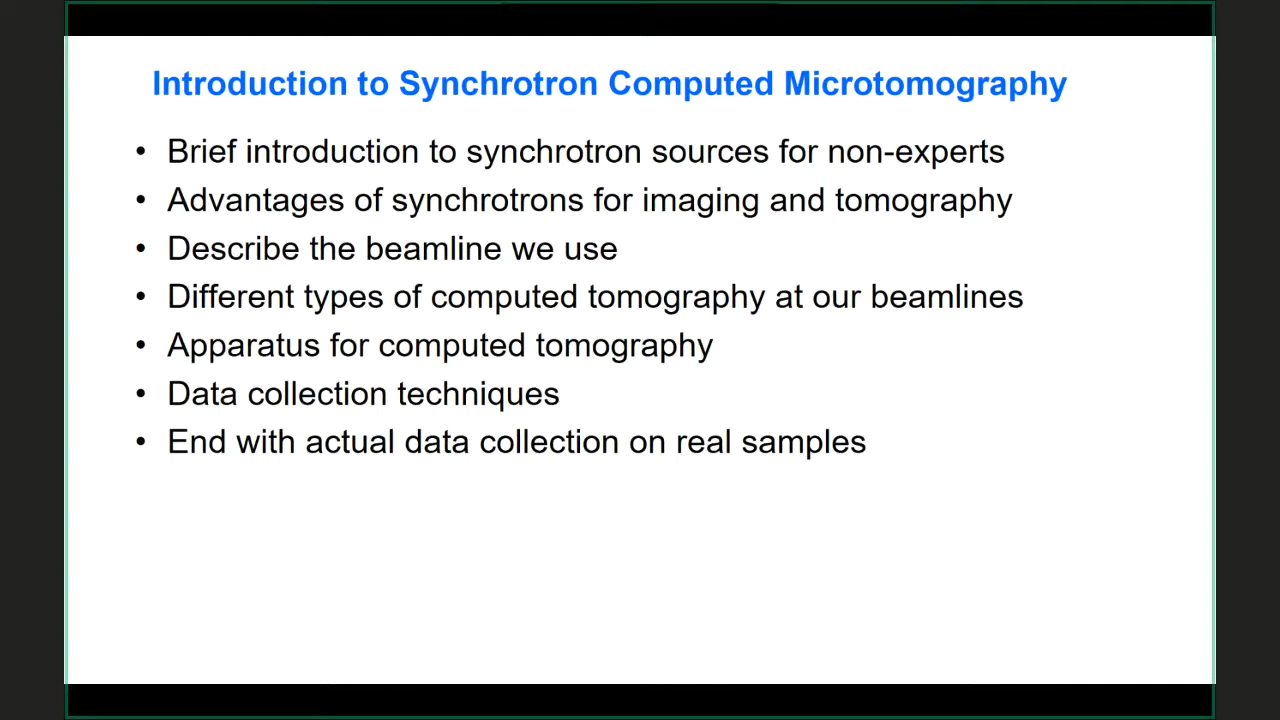 Introduction to Synchrotron Computed Microtomography
• Brief introduction to synchrotron sources for non-experts
• Advantages of synchrotrons for imaging and tomography
• Describe the beamline we use
• Different types of computed tomography at our beamlines
• Apparatus for computed tomography
• Data collection techniques
• End with actual data collection on real samples